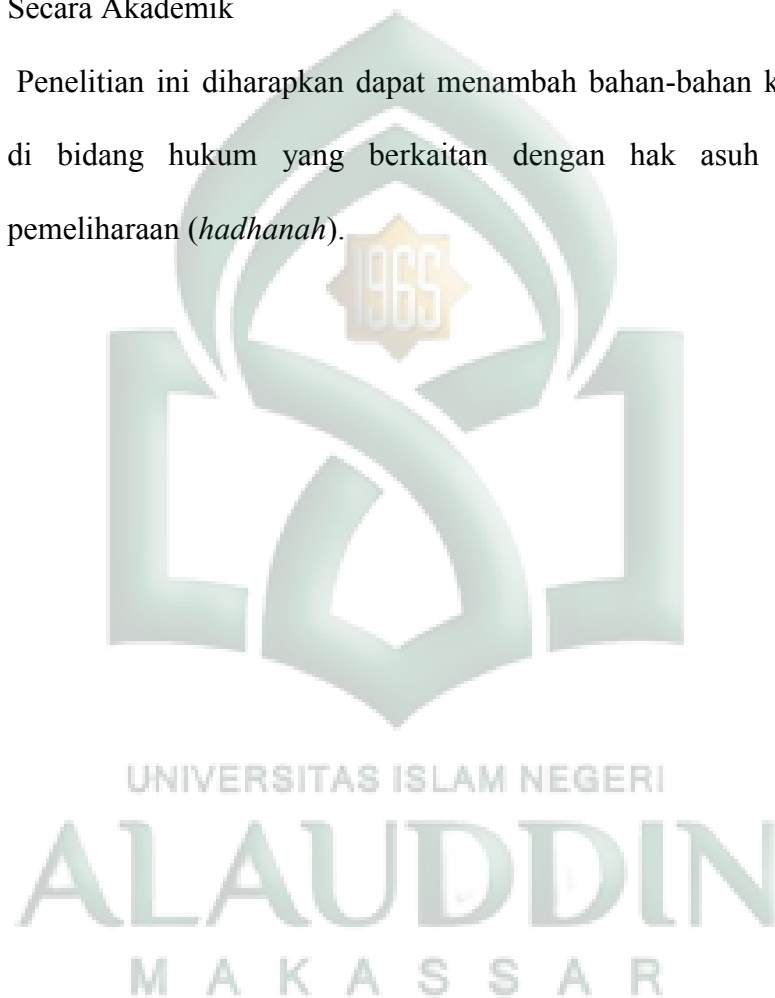 Secara Akademik
Penelitian ini diharapkan dapat menambah bahan-bahan
di bidang hukum yang berkaitan dengan hak asuh
pemeliharaan (hadhanah).
1965
UNIVERSITAS ISLAM NEGERI
ALAUDDIN
MAKASSAR